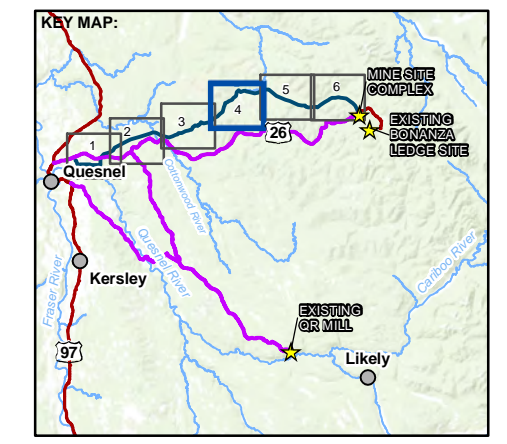 KEY MAP:
MINE SITE
COMPLEX
5
6
4
3
2
1
26
EXISTING
BONANZA
LEDGE SITE
Quesnel
Cottonwood River
Quesnel River
Cariboo River
Fraser River
Kersley
EXISTING
QR MILL
97
Likely